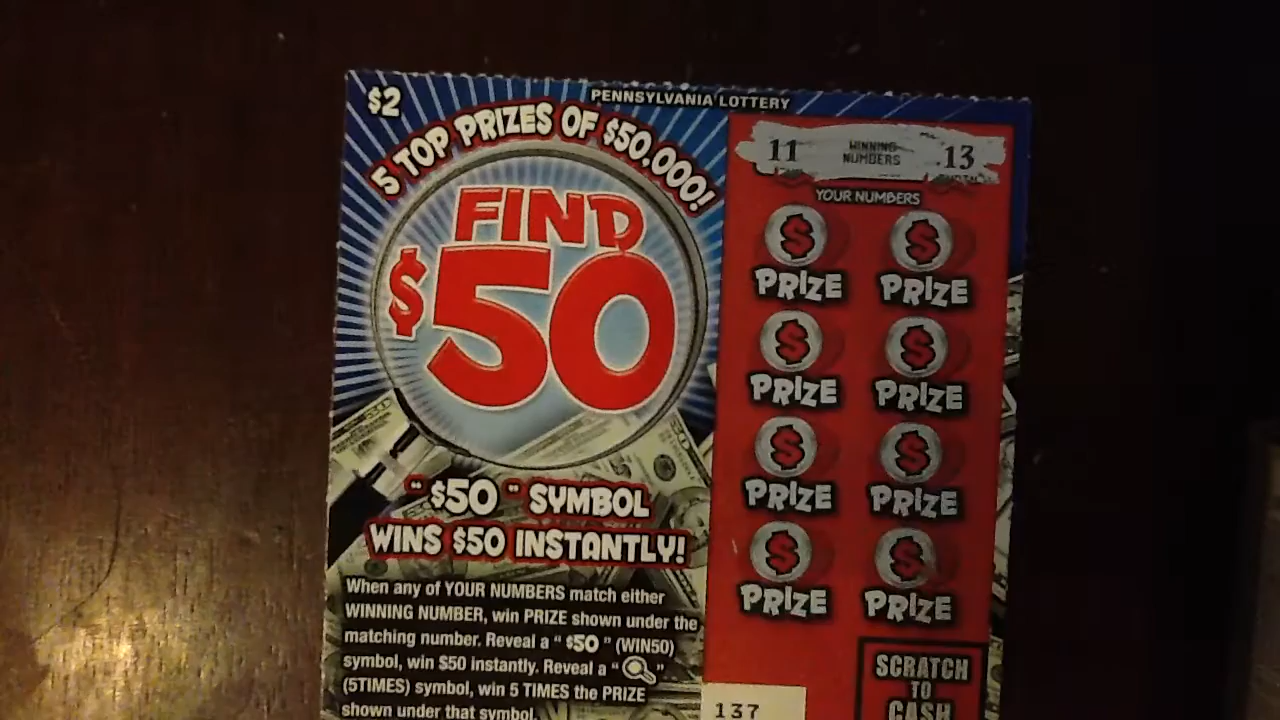 $2
PENNSYLVANIA LOTTERY
5 TOP PRIZES OF $50,000!
FIND
$50
"$50" SYMBOL
WINS $50 INSTANTLY!
When any of YOUR NUMBERS match either
WINNING NUMBER, win PRIZE shown under the
matching number. Reveal a "$50" (WIN50)
symbol, win $50 instantly. Reveal a " "
(5TIMES) symbol, win 5 TIMES the PRIZE
shown under that symbol.
11 WINNING NUMBERS 13
YOUR NUMBERS
$ $
PRIZE PRIZE
$ $
PRIZE PRIZE
$ $
PRIZE PRIZE
$ $
PRIZE PRIZE
137
SCRATCH
TO
CASH